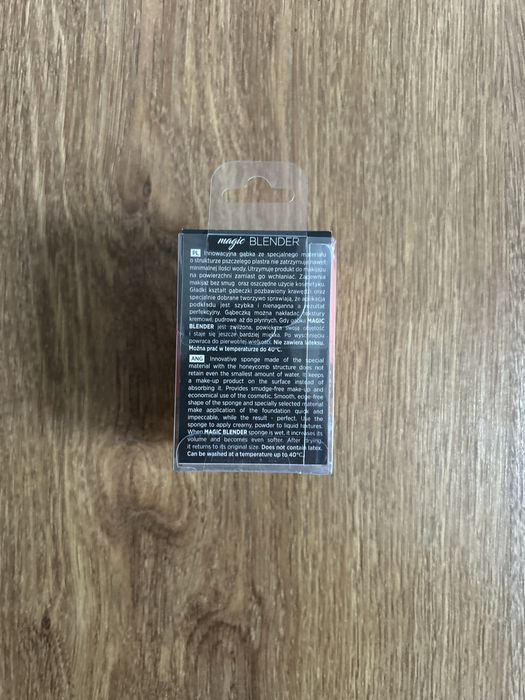 magic BLENDER
PL Innowacyjna gąbka ze specjalnego materiału
o strukturze pszczelego plastra nie zatrzymuje nawet
minimalnej ilości wody. Utrzymuje produkt do makijażu
na powierzchni zamiast go wchłaniać. Zapewnia
makijaż bez smug oraz oszczędne użycie kosmetyku.
Gładki kształt gąbeczki pozbawiony krawędzi oraz
specjalnie dobrane tworzywo sprawiają, że aplikacja
podkładu jest szybka i nienaganna a rezultat
perfekcyjny. Gąbeczką można nakładać tekstury
kremowe, pudrowe aż do płynnych. Gdy gąbka MAGIC
BLENDER jest zwilżona, powiększa swoją objętość
i staje się jeszcze bardziej miękka. Po wyschnięciu
powraca do pierwotnej wielkości. Nie zawiera lateksu.
Można prać w temperaturze do 40°C.
ANG Innovative sponge made of the special
material with the honeycomb structure does not
retain even the smallest amount of water. It keeps
a make-up product on the surface instead of
absorbing it. Provides smudge-free make-up and
economical use of the cosmetic. Smooth, edge-free
shape of the sponge and specially selected material
make application of the foundation quick and
impeccable, while the result - perfect. Use the
sponge to apply creamy, powder to liquid textures.
When MAGIC BLENDER sponge is wet, it increases its
volume and becomes even softer. After drying,
it returns to its original size. Does not contain latex.
Can be washed at a temperature up to 40°C.